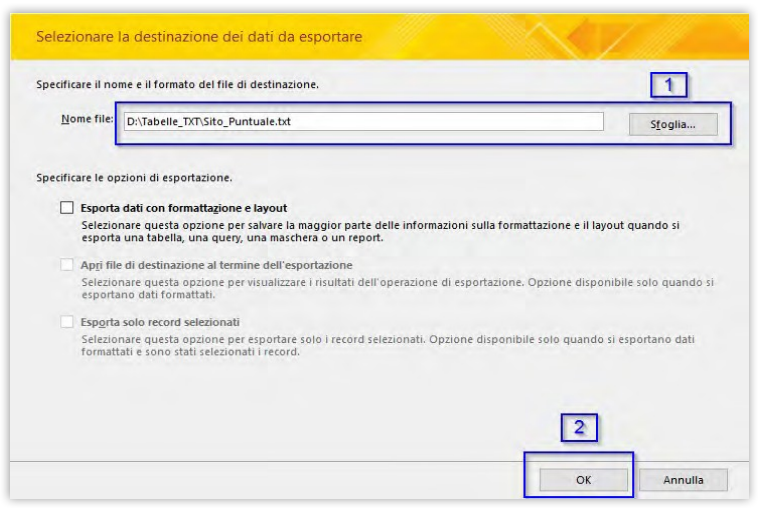 Selezionare la destinazione dei dati da esportare
Specificare il nome e il formato del file di destinazione.
1
Nome file: D:\Tabelle_TXT\Sito_Puntuale.txt Sfoglia...
Specificare le opzioni di esportazione.
Esporta dati con formattazione e layout
Selezionare questa opzione per salvare la maggior parte delle informazioni sulla formattazione e il layout quando si
esporta una tabella, una query, una maschera o un report.
Apri file di destinazione al termine dell'esportazione
Selezionare questa opzione per visualizzare i risultati dell'operazione di esportazione. Opzione disponibile solo quando si
esportano dati formattati.
Esporta solo record selezionati
Selezionare questa opzione per esportare solo i record selezionati. Opzione disponibile solo quando si esportano dati
formattati e sono stati selezionati i record.
2
OK Annulla